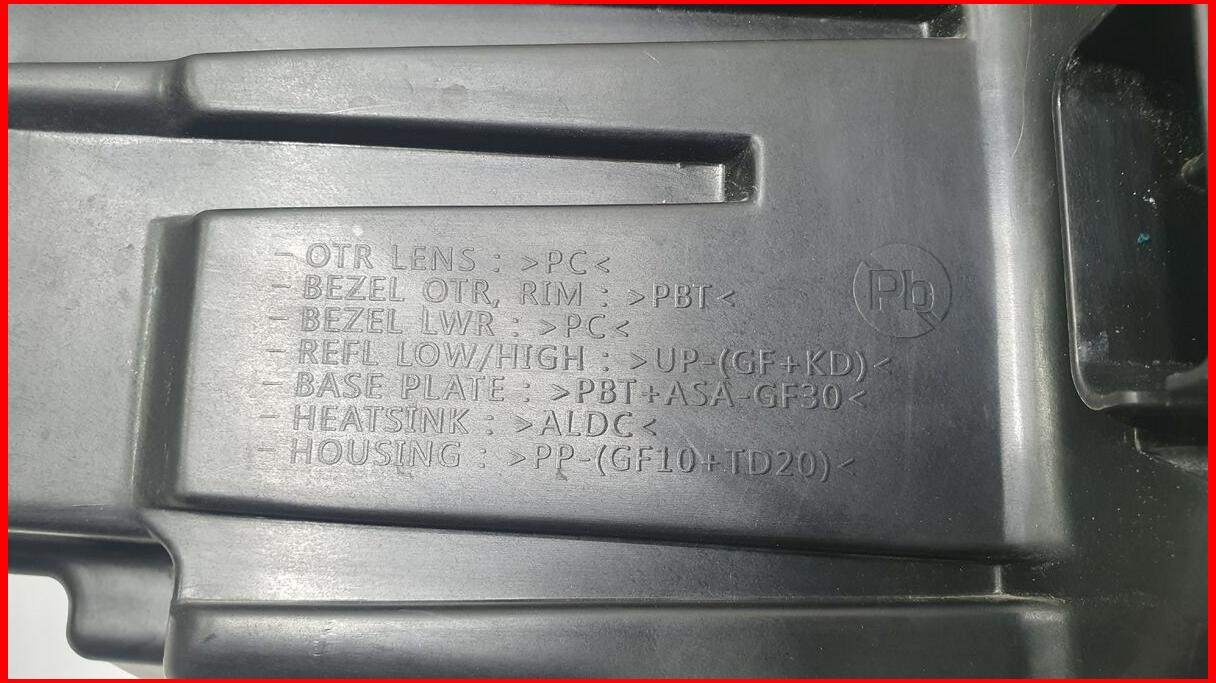 - OTR LENS : >PC<
- BEZEL OTR, RIM : >PBT<
- BEZEL LWR : >PC<
- REFL LOW/HIGH : >UP-(GF+KD)<
- BASE PLATE : >PBT+ASA-GF30<
- HEATSINK : >ALDC<
- HOUSING : >PP-(GF10+TD20)<
Pb